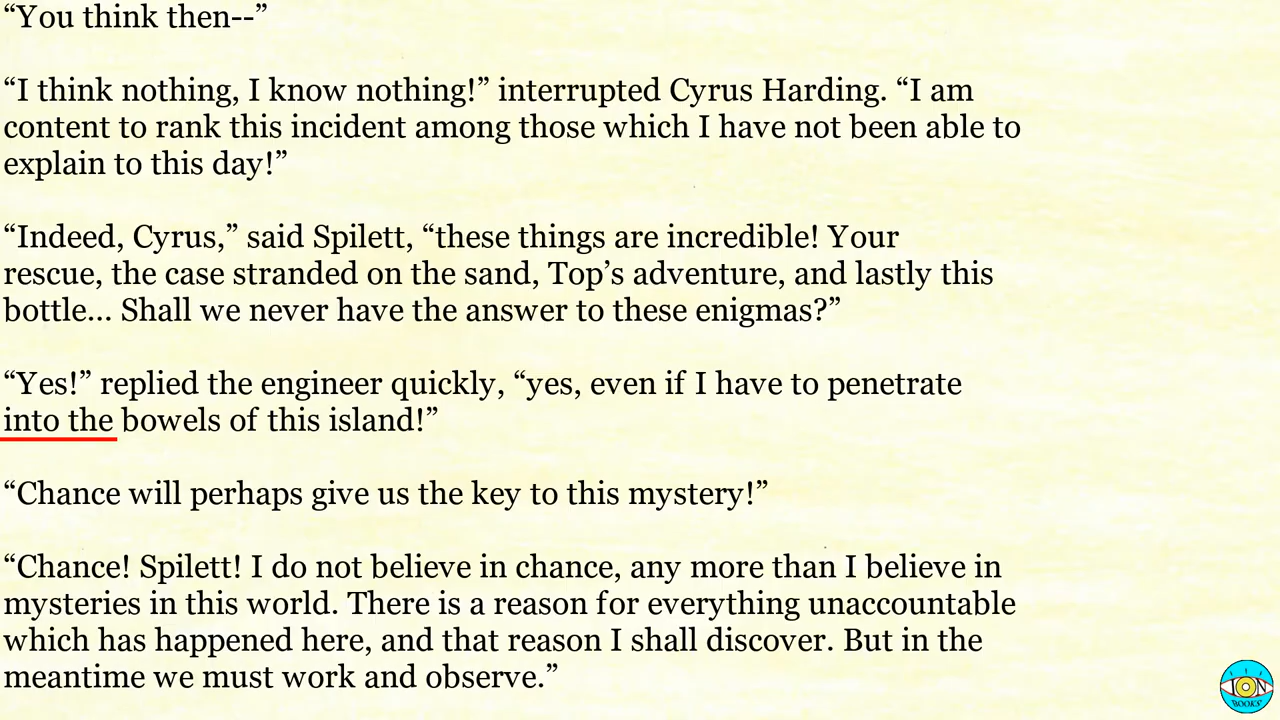 “You think then--”
“I think nothing, I know nothing!” interrupted Cyrus Harding. “I am
content to rank this incident among those which I have not been able to
explain to this day!”
“Indeed, Cyrus,” said Spilett, “these things are incredible! Your
rescue, the case stranded on the sand, Top’s adventure, and lastly this
bottle... Shall we never have the answer to these enigmas?”
“Yes!” replied the engineer quickly, “yes, even if I have to penetrate
into the bowels of this island!”
“Chance will perhaps give us the key to this mystery!”
“Chance! Spilett! I do not believe in chance, any more than I believe in
mysteries in this world. There is a reason for everything unaccountable
which has happened here, and that reason I shall discover. But in the
meantime we must work and observe.”
ION
BOOKS